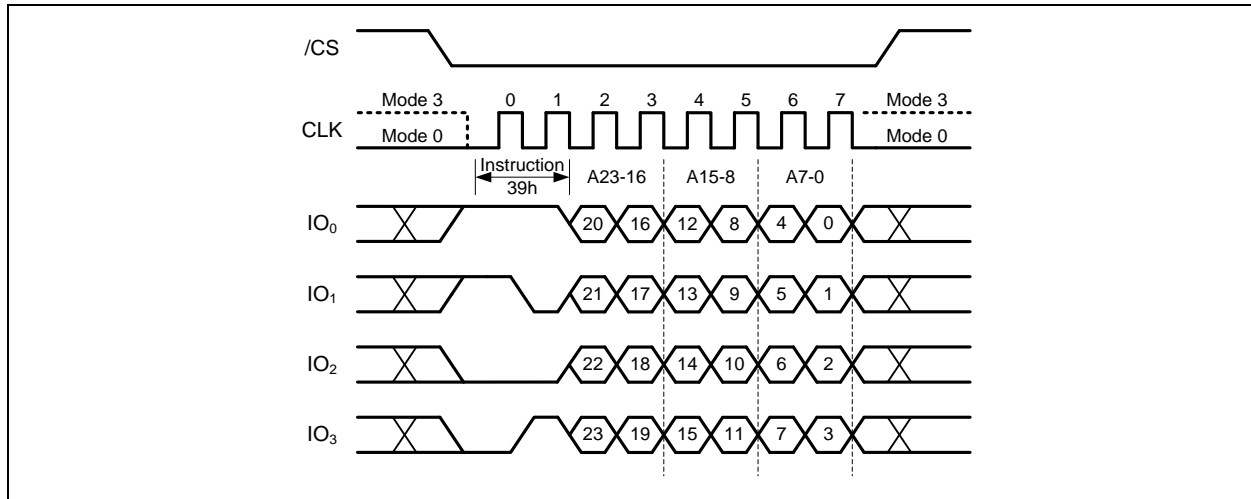 /CS
Mode 3 0 1 2 3 4 5 6 7 Mode 3
CLK Mode 0 Mode 0
Instruction
39h A23-16 A15-8 A7-0
IO0 20 16 12 8 4 0
IO1 21 17 13 9 5 1
IO2 22 18 14 10 6 2
IO3 23 19 15 11 7 3